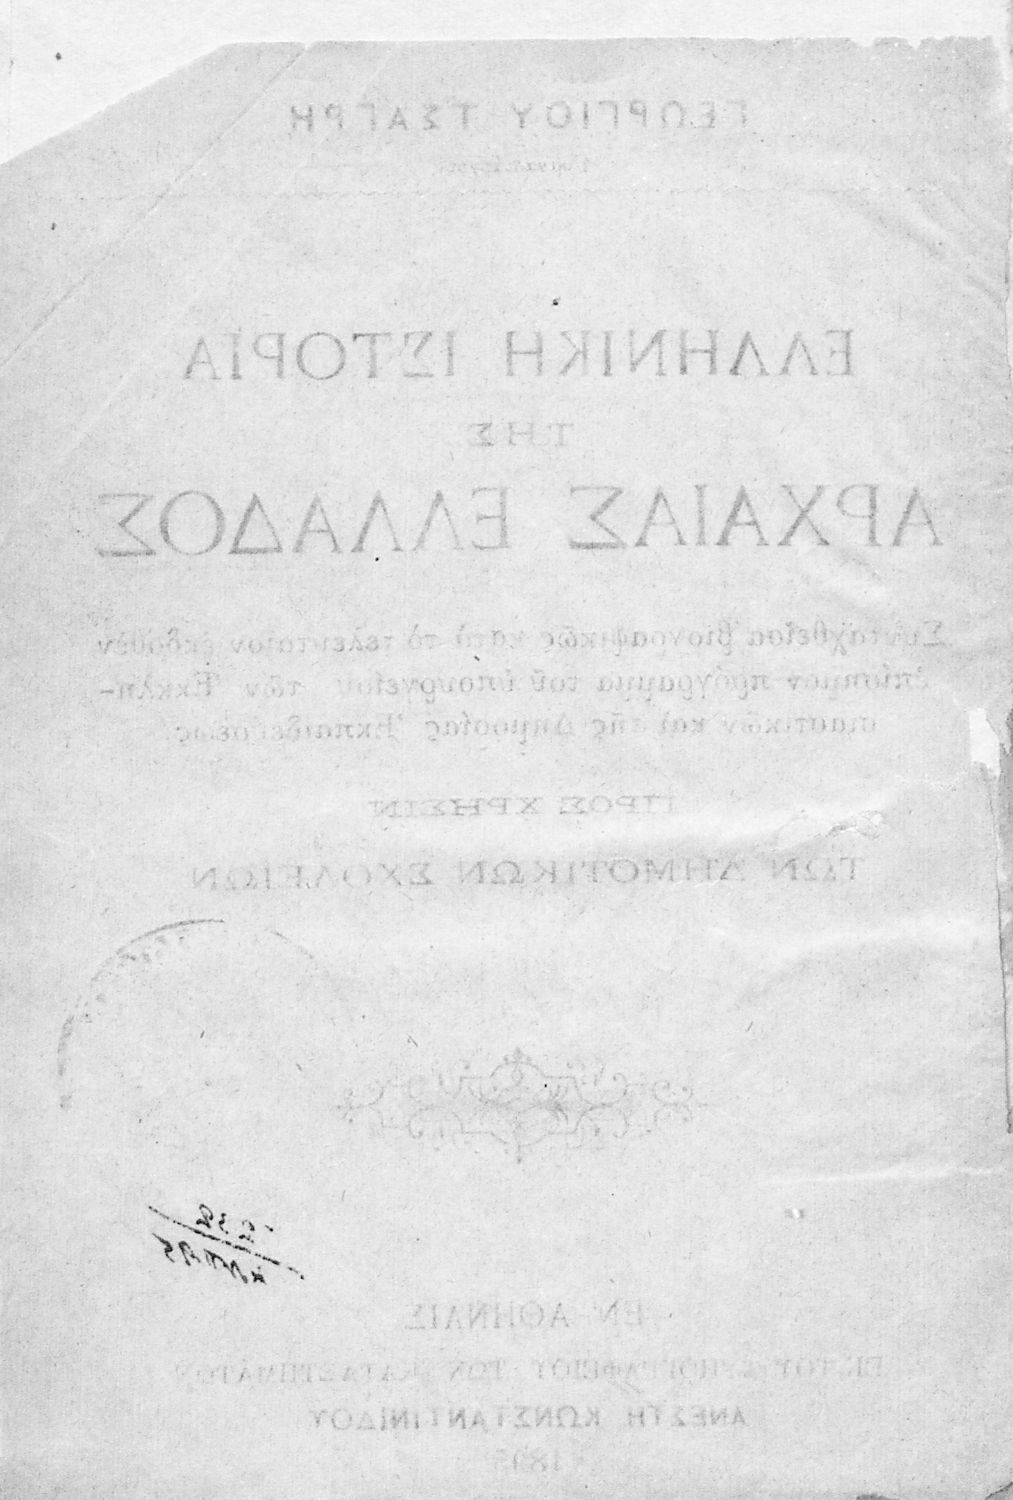 ΓΕΩΡΓΙΟΥ ΤΣΑΓΡΗ
ΕΛΛΗΝΙΚΗ ΙΣΤΟΡΙΑ
ΤΗΣ
ΑΡΧΑΙΑΣ ΕΛΛΑΔΟΣ
Συνταχθεῖσα βιογραφικῶς κατὰ τὸ τελευταῖον ἐκδοθὲν
ἐπίσημον πρόγραμμα τοῦ ὑπουργείου τῶν Ἐκκλη-
σιαστικῶν καὶ τῆς Δημοσίας Ἐκπαιδεύσεως.
ΠΡΟΣ ΧΡΗΣΙΝ
ΤΩΝ ΔΗΜΟΤΙΚΩΝ ΣΧΟΛΕΙΩΝ
ΕΝ ΑΘΗΝΑΙΣ
ΕΚ ΤΟΥ ΤΥΠΟΓΡΑΦΕΙΟΥ ΤΩΝ ΚΑΤΑΣΤΗΜΑΤΩΝ
ΑΝΕΣΤΗ ΚΩΝΣΤΑΝΤΙΝΙΔΟΥ